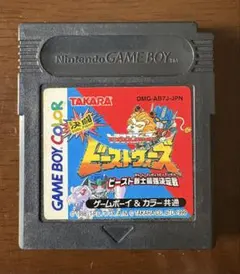 Nintendo GAME BOY
DMG-AB7J-JPN
TAKARA
GAME BOY COLOR
決闘
ビーストウォーズ
ビースト戦士最強決定戦
ゲームボーイ & カラー共通